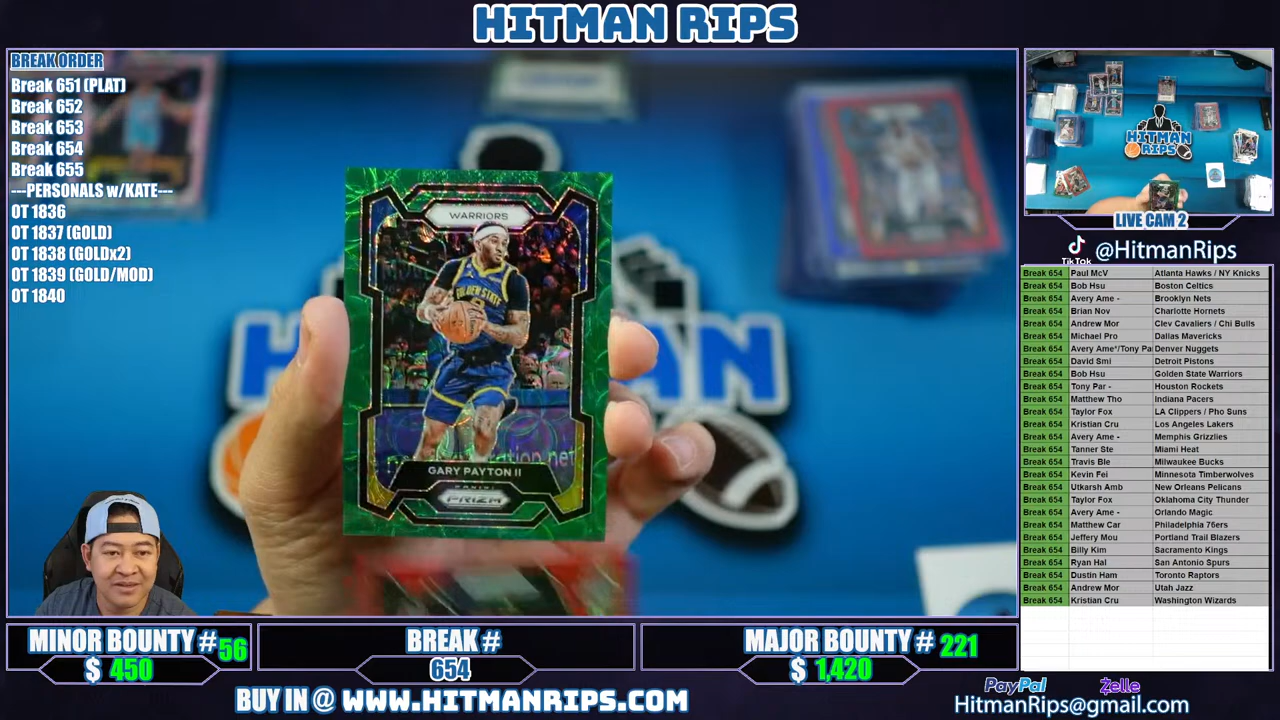 HITMAN RIPS
BREAK ORDER
Break 651 (PLAT)
Break 652
Break 653
Break 654
Break 655
---PERSONALS w/KATE---
OT 1836
OT 1837 (GOLD)
OT 1838 (GOLDx2)
OT 1839 (GOLD/MOD)
OT 1840
WARRIORS
GOLDEN STATE
GARY PAYTON II
PANINI
PRIZM
HITMAN
HITMAN
RIPS
LIVE CAM 2
TikTok
@HitmanRips
Break 654 Paul McV Atlanta Hawks / NY Knicks
Break 654 Bob Hsu Boston Celtics
Break 654 Avery Ame - Brooklyn Nets
Break 654 Brian Nov Charlotte Hornets
Break 654 Andrew Mor Clev Cavaliers / Chi Bulls
Break 654 Michael Pro Dallas Mavericks
Break 654 Avery Ame*/Tony Pa Denver Nuggets
Break 654 David Smi Detroit Pistons
Break 654 Bob Hsu Golden State Warriors
Break 654 Tony Par - Houston Rockets
Break 654 Matthew Tho Indiana Pacers
Break 654 Taylor Fox LA Clippers / Pho Suns
Break 654 Kristian Cru Los Angeles Lakers
Break 654 Avery Ame - Memphis Grizzlies
Break 654 Tanner Ste Miami Heat
Break 654 Travis Ble Milwaukee Bucks
Break 654 Kevin Fei Minnesota Timberwolves
Break 654 Utkarsh Amb New Orleans Pelicans
Break 654 Taylor Fox Oklahoma City Thunder
Break 654 Avery Ame - Orlando Magic
Break 654 Matthew Car Philadelphia 76ers
Break 654 Jeffery Mou Portland Trail Blazers
Break 654 Billy Kim Sacramento Kings
Break 654 Ryan Hal San Antonio Spurs
Break 654 Dustin Ham Toronto Raptors
Break 654 Andrew Mor Utah Jazz
Break 654 Kristian Cru Washington Wizards
MINOR BOUNTY # 56
$ 450
BREAK #
654
MAJOR BOUNTY # 221
$ 1,420
BUY IN @ WWW.HITMANRIPS.COM
PayPal Zelle
HitmanRips@gmail.com